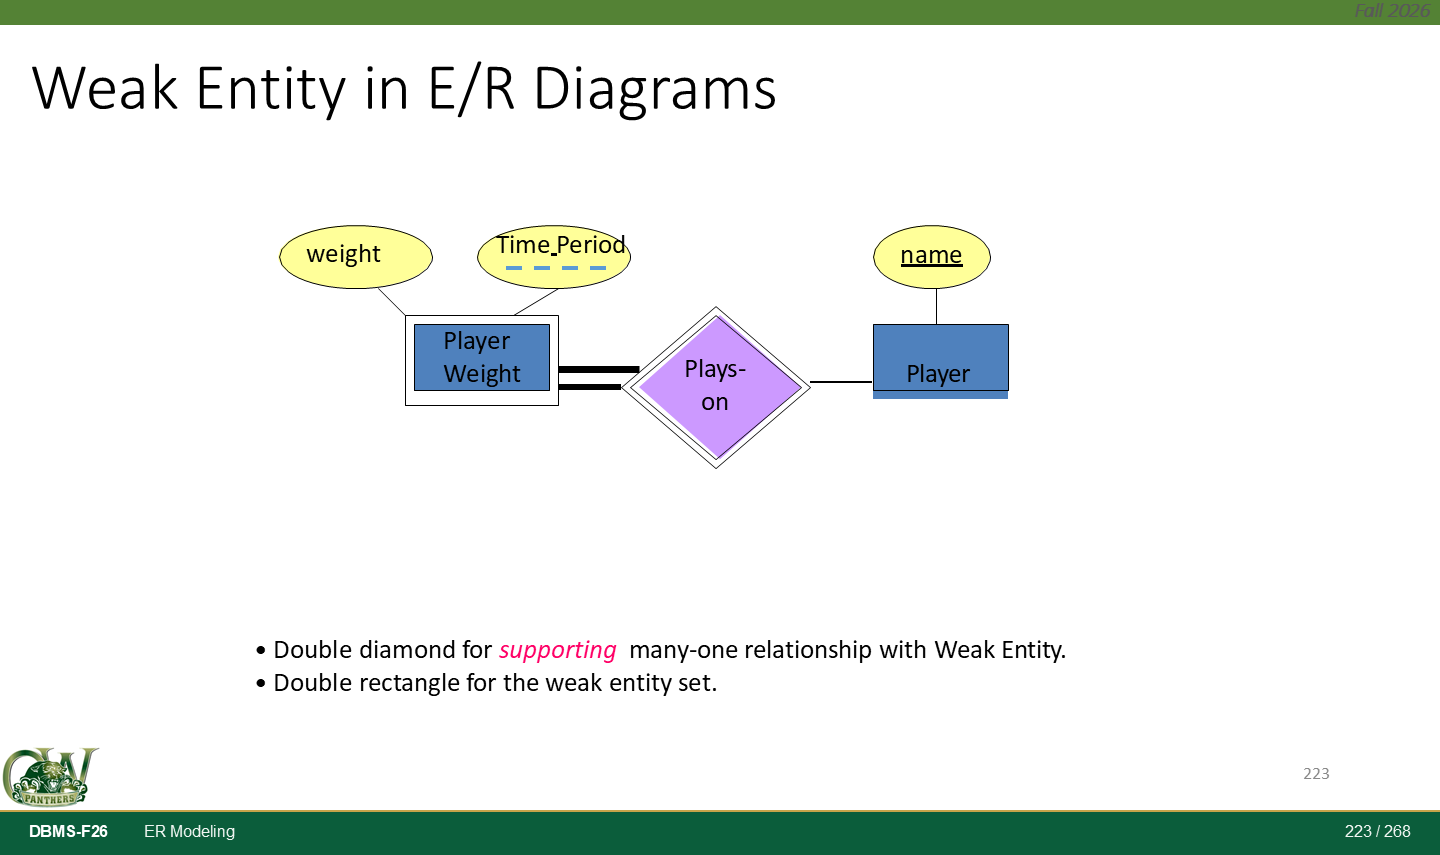 Fall 2026
Weak Entity in E/R Diagrams
weight
Time Period
name
Player
Weight
Plays-
on
Player
• Double diamond for supporting many-one relationship with Weak Entity.
• Double rectangle for the weak entity set.
OW
PANTHERS
223
DBMS-F26 ER Modeling 223 / 268